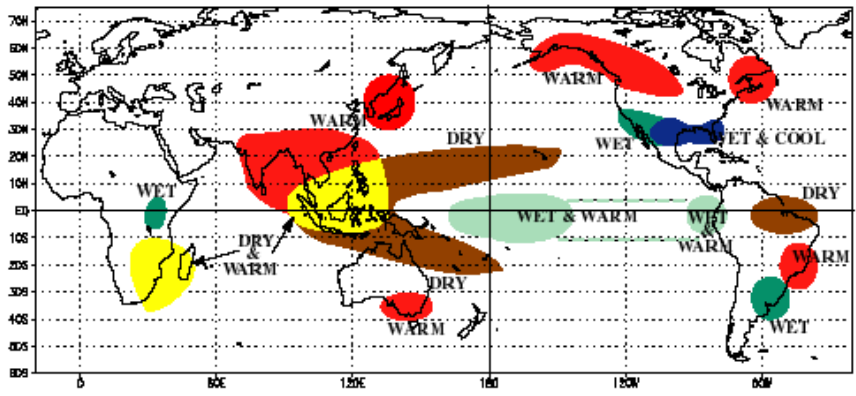 70N
60N
WARM
50N
40N
WARM
WARM
30N
DRY
WET
WET & COOL
20N
10N
WET
DRY
EQ
WET & WARM
WET
&
WARM
10S
DRY
&
WARM
20S
WARM
DRY
30S
WARM
WET
40S
50S
60S
0
60E
120E
180
120W
60W